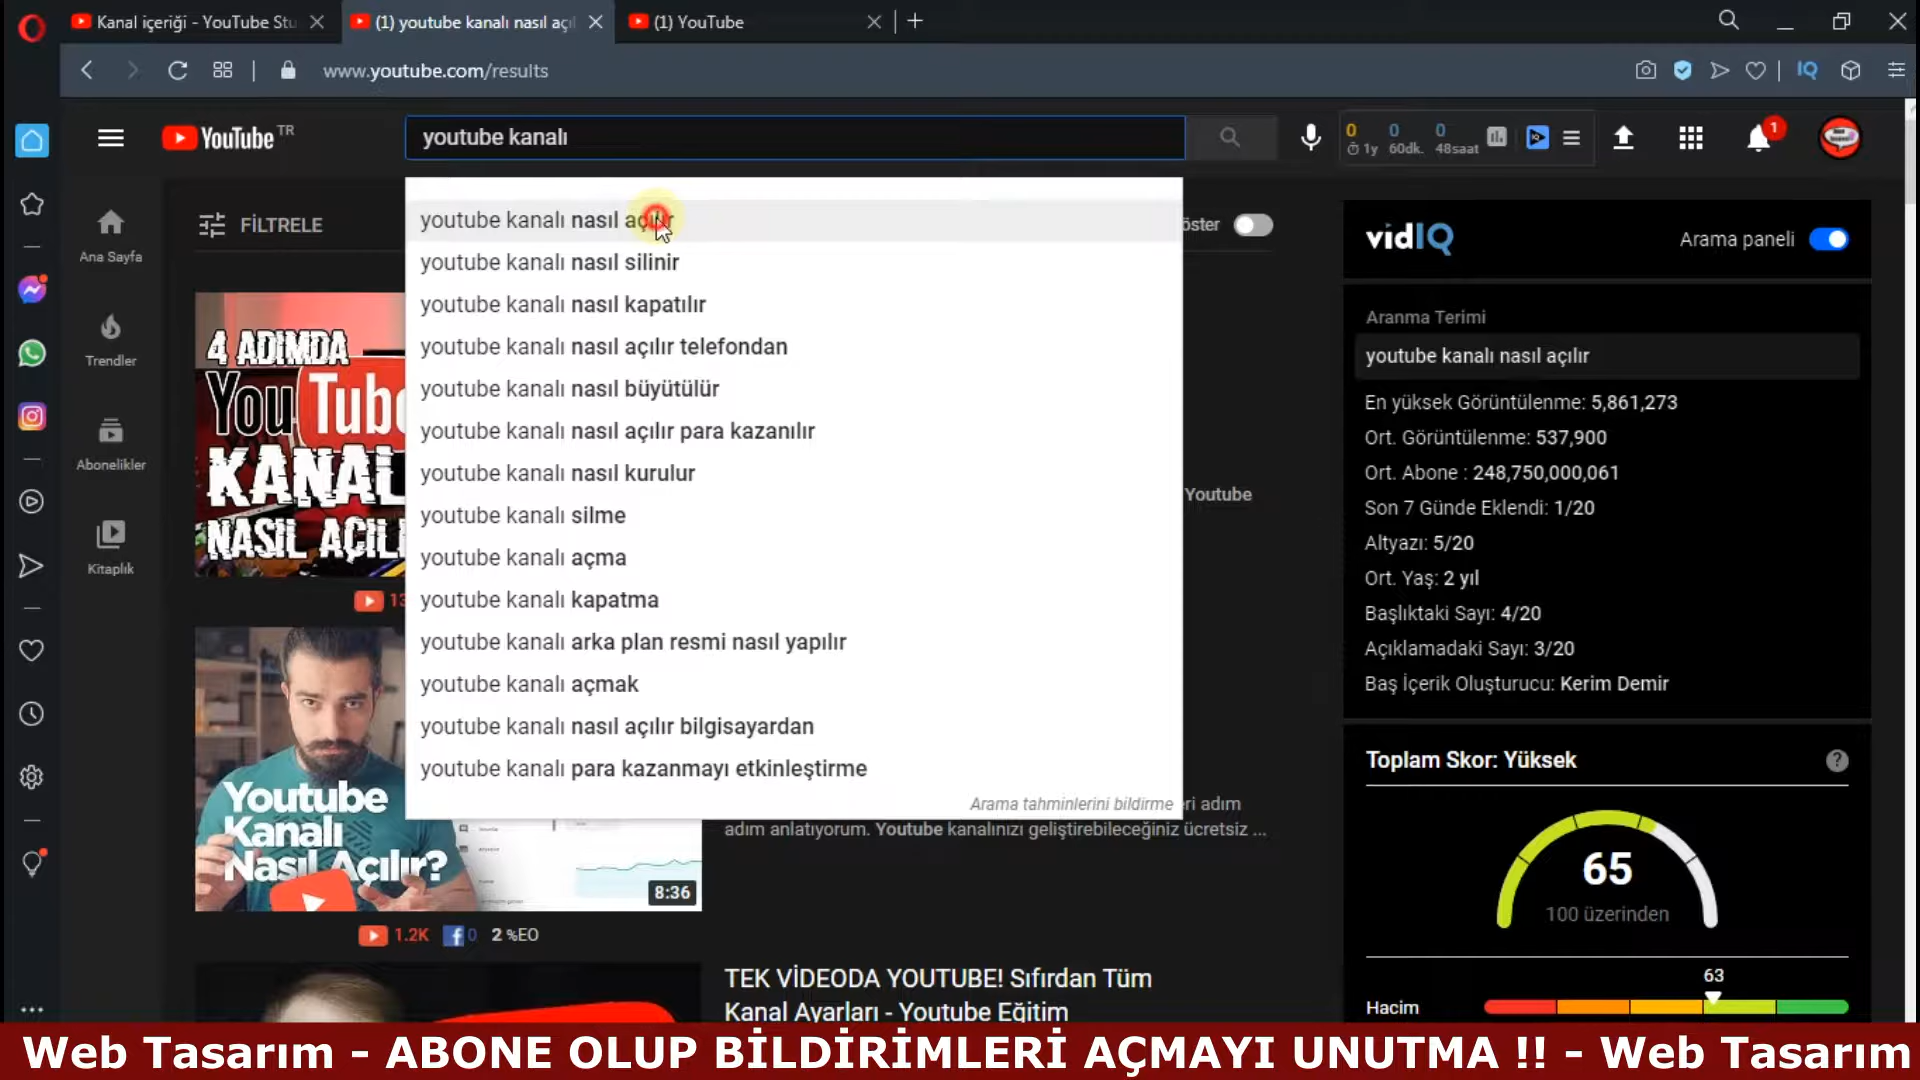 Kanal içeriği - YouTube Stu
(1) youtube kanalı nasıl açıl
(1) YouTube
www.youtube.com/results
YouTube TR
youtube kanalı
0 0 0
1y 60dk. 48saat
1
Ana Sayfa
Trendler
Abonelikler
Kitaplık
FİLTRELE
öster
youtube kanalı nasıl açılır
youtube kanalı nasıl silinir
youtube kanalı nasıl kapatılır
youtube kanalı nasıl açılır telefondan
youtube kanalı nasıl büyütülür
youtube kanalı nasıl açılır para kazanılır
youtube kanalı nasıl kurulur
youtube kanalı silme
youtube kanalı açma
youtube kanalı kapatma
youtube kanalı arka plan resmi nasıl yapılır
youtube kanalı açmak
youtube kanalı nasıl açılır bilgisayardan
youtube kanalı para kazanmayı etkinleştirme
Arama tahminlerini bildirme
4 ADIMDA
YouTube
KANAL
NASIL AÇIL
13
Youtube
Youtube
Kanalı
Nasıl Açılır?
8:36
1.2K 0 2 %EO
ri adım
adım anlatıyorum. Youtube kanalınızı geliştirebileceğiniz ücretsiz ...
TEK VİDEODA YOUTUBE! Sıfırdan Tüm
Kanal Ayarları - Youtube Eğitim
vidIQ
Arama paneli
Aranma Terimi
youtube kanalı nasıl açılır
En yüksek Görüntülenme: 5,861,273
Ort. Görüntülenme: 537,900
Ort. Abone : 248,750,000,061
Son 7 Günde Eklendi: 1/20
Altyazı: 5/20
Ort. Yaş: 2 yıl
Başlıktaki Sayı: 4/20
Açıklamadaki Sayı: 3/20
Baş İçerik Oluşturucu: Kerim Demir
Toplam Skor: Yüksek
65
100 üzerinden
63
Hacim
Web Tasarım - ABONE OLUP BİLDİRİMLERİ AÇMAYI UNUTMA !! - Web Tasarım